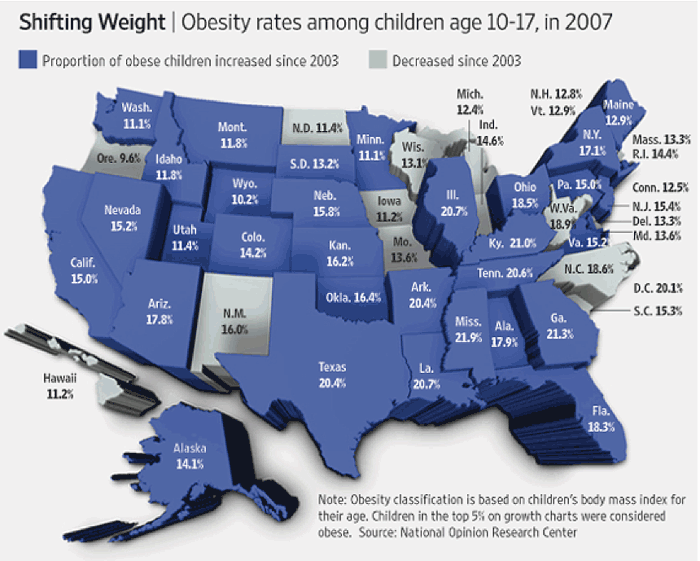 Shifting Weight | Obesity rates among children age 10-17, in 2007
Proportion of obese children increased since 2003
Decreased since 2003
Wash.
11.1%
Mont.
11.8%
N.D. 11.4%
Minn.
11.1%
Wis.
13.1%
Mich.
12.4%
Ind.
14.6%
N.H. 12.8%
Vt. 12.9%
Maine
12.9%
N.Y.
17.1%
Mass. 13.3%
R.I. 14.4%
Ore. 9.6%
Idaho
11.8%
S.D. 13.2%
Wyo.
10.2%
Neb.
15.8%
Iowa
11.2%
Ill.
20.7%
Ohio
18.5%
Pa. 15.0%
Conn. 12.5%
N.J. 15.4%
Del. 13.3%
Md. 13.6%
Nevada
15.2%
Utah
11.4%
Colo.
14.2%
Kan.
16.2%
Mo.
13.6%
Ky. 21.0%
W.Va.
18.9%
Va. 15.2%
Calif.
15.0%
Ariz.
17.8%
N.M.
16.0%
Okla. 16.4%
Ark.
20.4%
Tenn. 20.6%
N.C. 18.6%
D.C. 20.1%
S.C. 15.3%
Texas
20.4%
La.
20.7%
Miss.
21.9%
Ala.
17.9%
Ga.
21.3%
Fla.
18.3%
Hawaii
11.2%
Alaska
14.1%
Note: Obesity classification is based on children's body mass index for
their age. Children in the top 5% on growth charts were considered
obese. Source: National Opinion Research Center